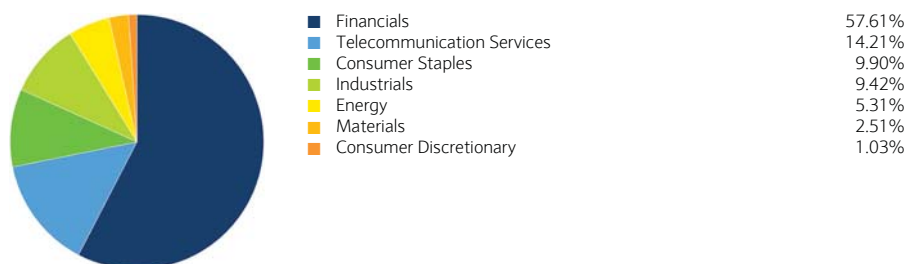 Financials 57.61%
Telecommunication Services 14.21%
Consumer Staples 9.90%
Industrials 9.42%
Energy 5.31%
Materials 2.51%
Consumer Discretionary 1.03%